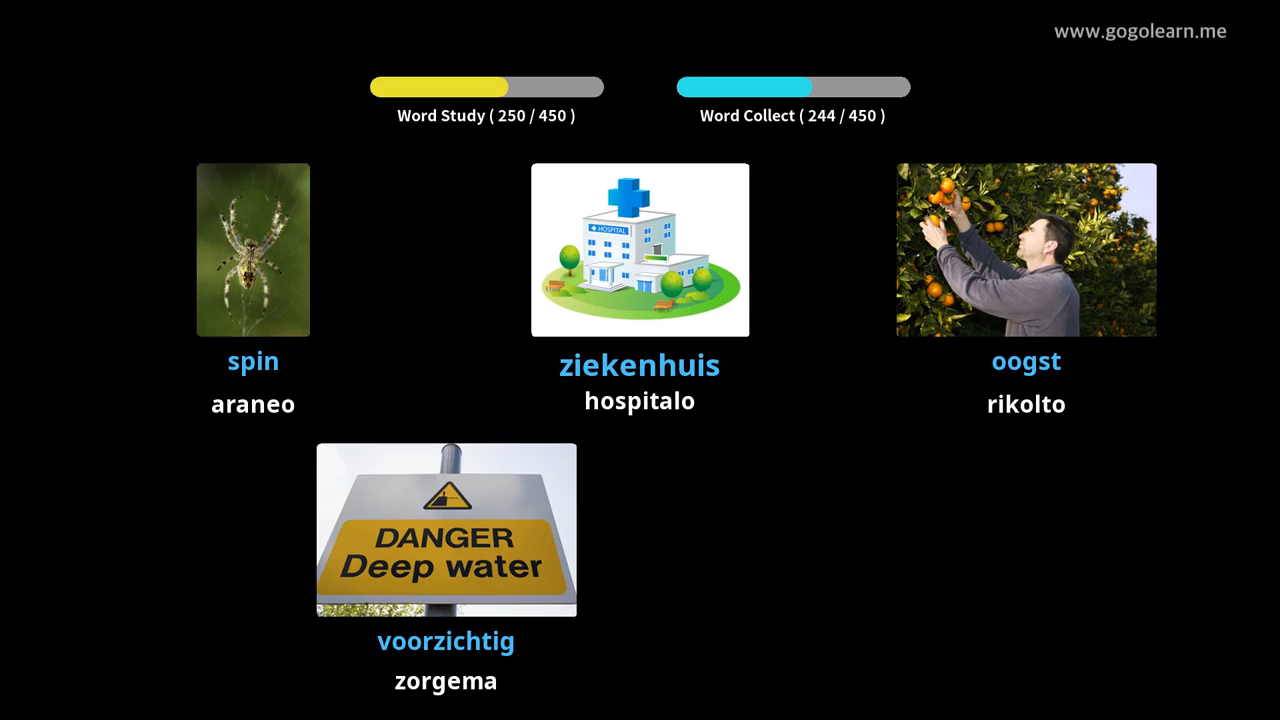 www.gogolearn.me
Word Study ( 250 / 450 )
Word Collect ( 244 / 450 )
HOSPITAL
spin
araneo
ziekenhuis
hospitalo
oogst
rikolto
DANGER
Deep water
voorzichtig
zorgema